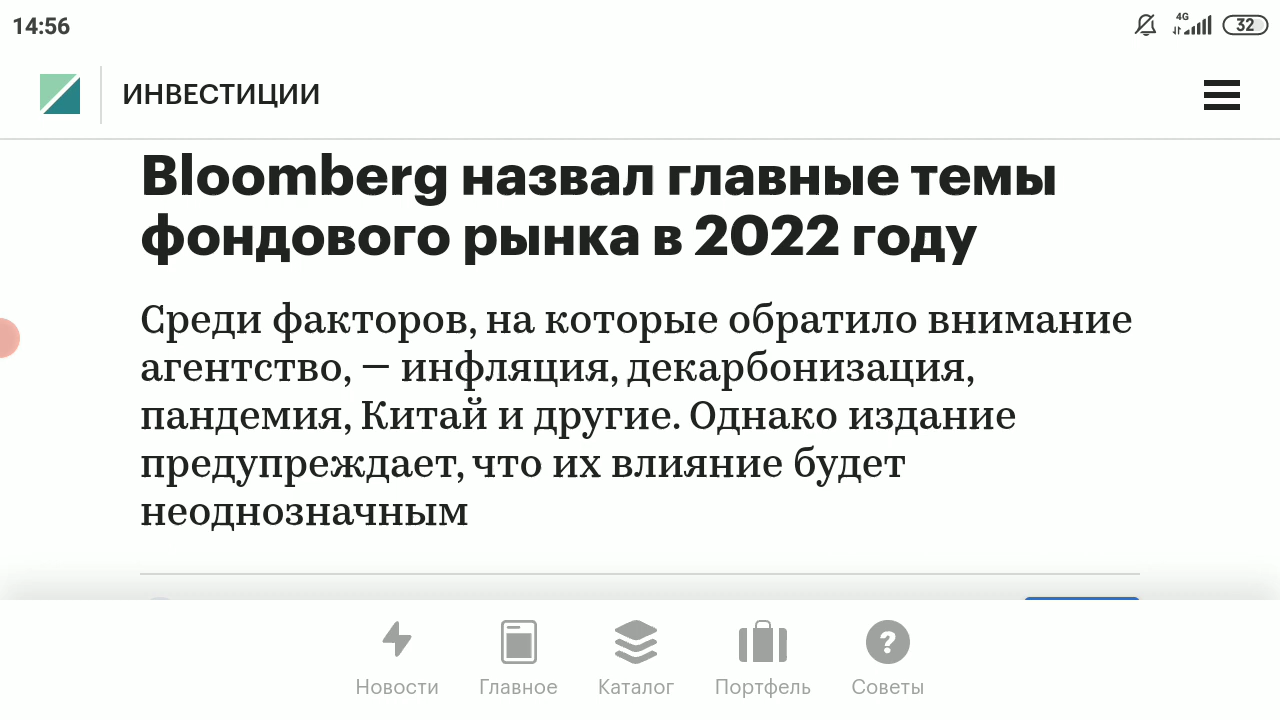 14:56
4G
32
ИНВЕСТИЦИИ
Bloomberg назвал главные темы
фондового рынка в 2022 году
Среди факторов, на которые обратило внимание
агентство, — инфляция, декарбонизация,
пандемия, Китай и другие. Однако издание
предупреждает, что их влияние будет
неоднозначным
Новости
Главное
Каталог
Портфель
Советы